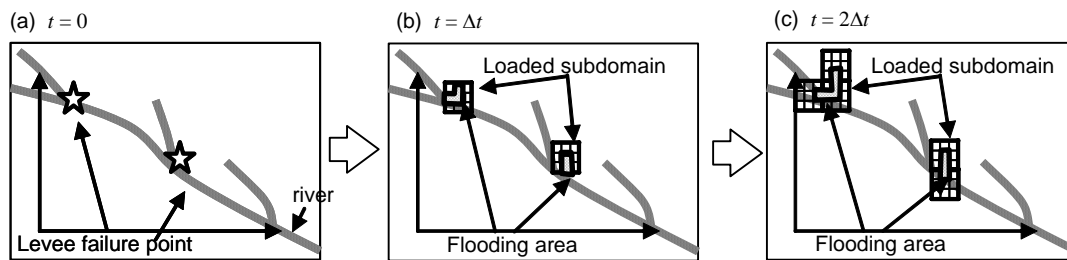 (a) t = 0
(b) t = Δt
(c) t = 2Δt
Loaded subdomain
Loaded subdomain
river
Levee failure point
Flooding area
Flooding area